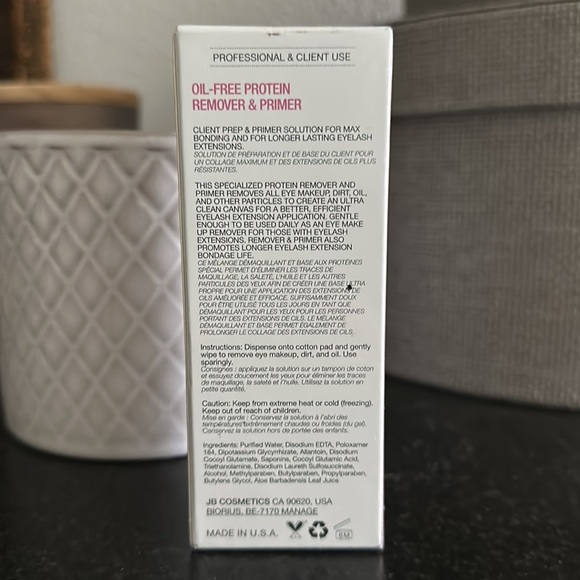 PROFESSIONAL & CLIENT USE
OIL-FREE PROTEIN
REMOVER & PRIMER
CLIENT PREP & PRIMER SOLUTION FOR MAX
BONDING AND FOR LONGER LASTING EYELASH
EXTENSIONS.
SOLUTION DE PRÉPARATION ET DE BASE DU CLIENT POUR
UN COLLAGE MAXIMUM ET DES EXTENSIONS DE CILS PLUS
RÉSISTANTES.
THIS SPECIALIZED PROTEIN REMOVER AND
PRIMER REMOVES ALL EYE MAKEUP, DIRT, OIL,
AND OTHER PARTICLES TO CREATE AN ULTRA
CLEAN CANVAS FOR A BETTER, EFFICIENT
EYELASH EXTENSION APPLICATION. GENTLE
ENOUGH TO BE USED DAILY AS AN EYE MAKE
UP REMOVER FOR THOSE WITH EYELASH
EXTENSIONS. REMOVER & PRIMER ALSO
PROMOTES LONGER EYELASH EXTENSION
BONDAGE LIFE.
CE MÉLANGE DÉMAQUILLANT ET BASE AUX PROTÉINES
SPÉCIAL PERMET D'ÉLIMINER LES TRACES DE
MAQUILLAGE, LA SALETÉ, L'HUILE ET LES AUTRES
PARTICULES DES YEUX AFIN DE CRÉER UNE BASE ULTRA
PROPRE POUR UNE APPLICATION DES EXTENSIONS DE
CILS AMÉLIORÉE ET EFFICACE. SUFFISAMMENT DOUX
POUR ÊTRE UTILISÉ TOUS LES JOURS EN TANT QUE
DÉMAQUILLANT POUR LES YEUX POUR LES PERSONNES
PORTANT DES EXTENSIONS DE CILS. LE MÉLANGE
DÉMAQUILLANT ET BASE PERMET ÉGALEMENT DE
PROLONGER LE COLLAGE DES EXTENSIONS DE CILS.
Instructions: Dispense onto cotton pad and gently
wipe to remove eye makeup, dirt, and oil. Use
sparingly.
Consignes : appliquez la solution sur un tampon de coton
et essuyez doucement les yeux pour éliminer les traces
de maquillage, la saleté et l'huile. Utilisez la solution en
petite quantité.
Caution: Keep from extreme heat or cold (freezing).
Keep out of reach of children.
Mise en garde : Conservez la solution à l'abri des
températures extrêmement chaudes ou froides (du gel).
Conservez la solution hors de portée des enfants.
Ingredients: Purified Water, Disodium EDTA, Poloxamer
184, Dipotassium Glycyrrhizate, Allantoin, Disodium
Cocoyl Glutamate, Saponins, Cocoyl Glutamic Acid,
Triethanolamine, Disodium Laureth Sulfosuccinate,
Alcohol, Methylparaben, Butylparaben, Propylparaben,
Butylene Glycol, Aloe Barbadensis Leaf Juice
JB COSMETICS CA 90620, USA
BIORIUS, BE-7170 MANAGE
MADE IN U.S.A.
6M